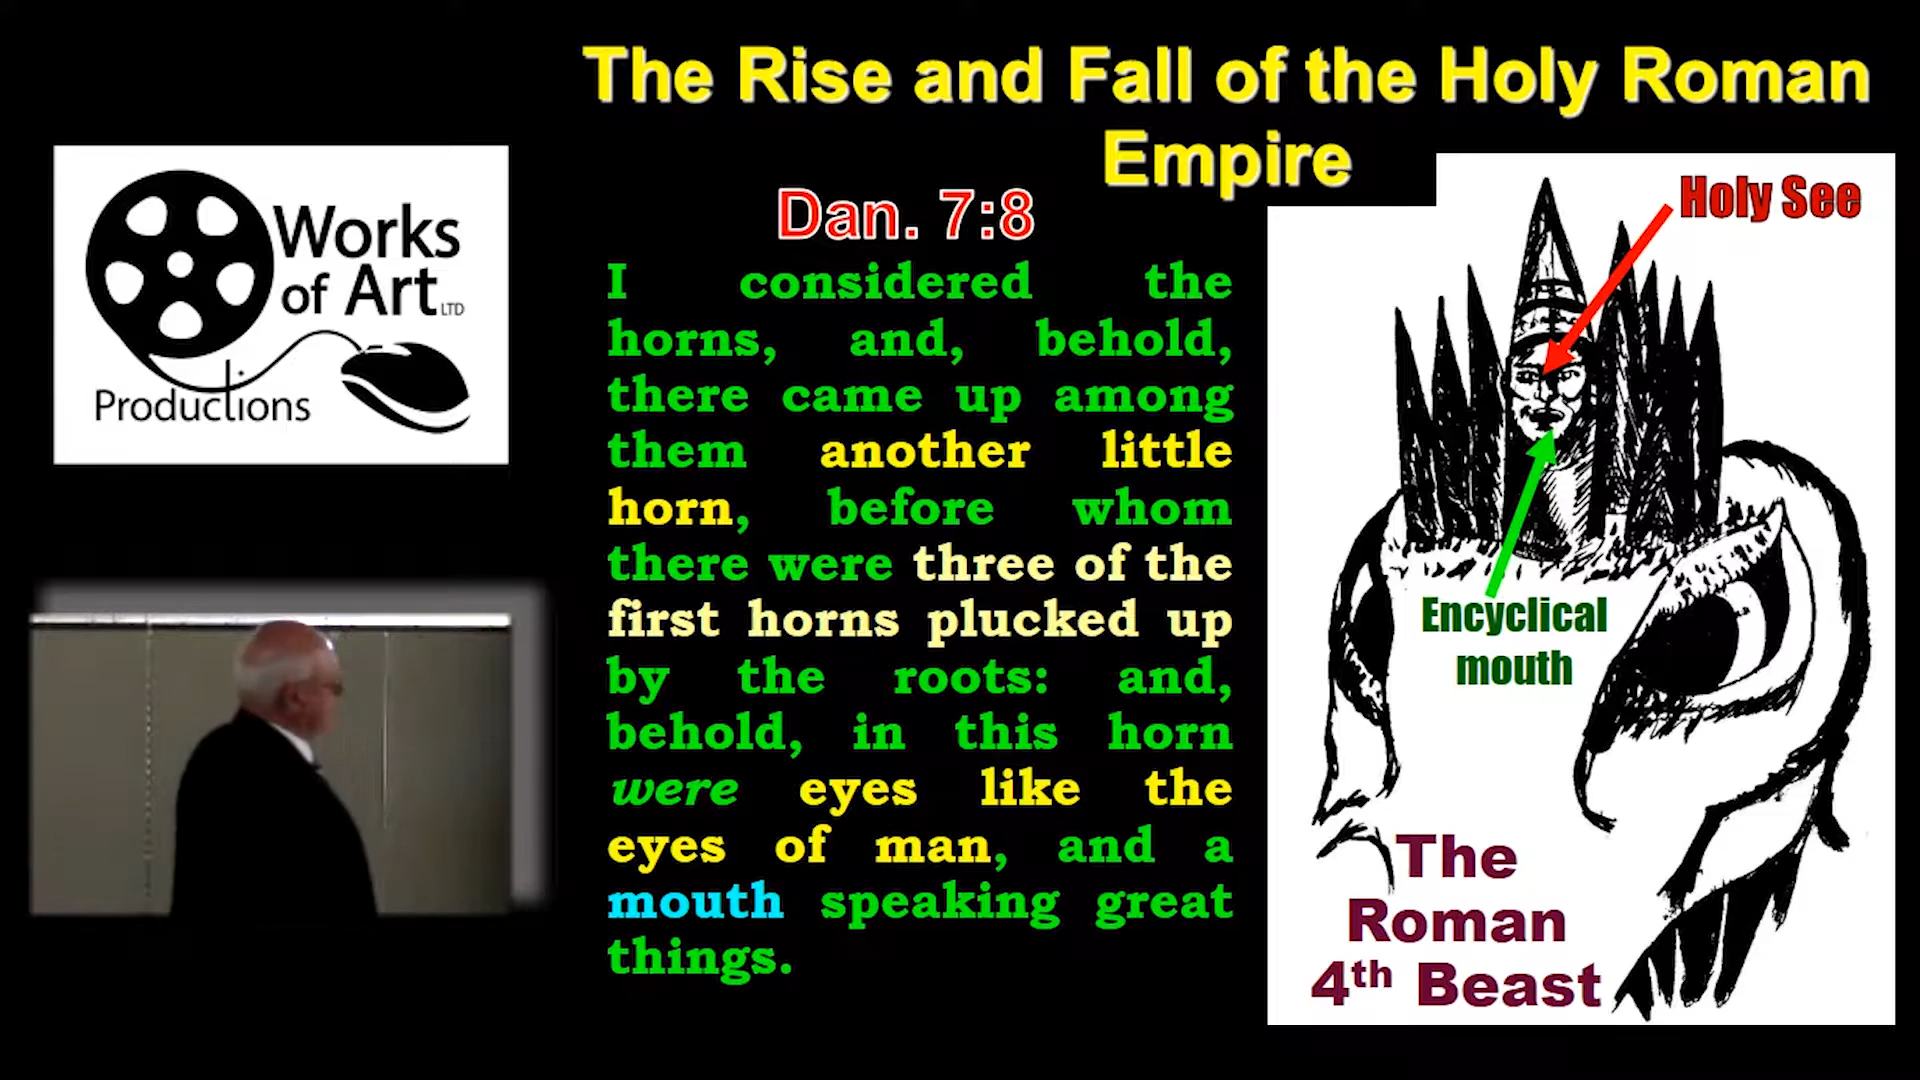 The Rise and Fall of the Holy Roman
Empire
Works
of Art LTD
Productions
Dan. 7:8
I considered the
horns, and, behold,
there came up among
them another little
horn, before whom
there were three of the
first horns plucked up
by the roots: and,
behold, in this horn
were eyes like the
eyes of man, and a
mouth speaking great
things.
Holy See
Encyclical
mouth
The
Roman
4th Beast